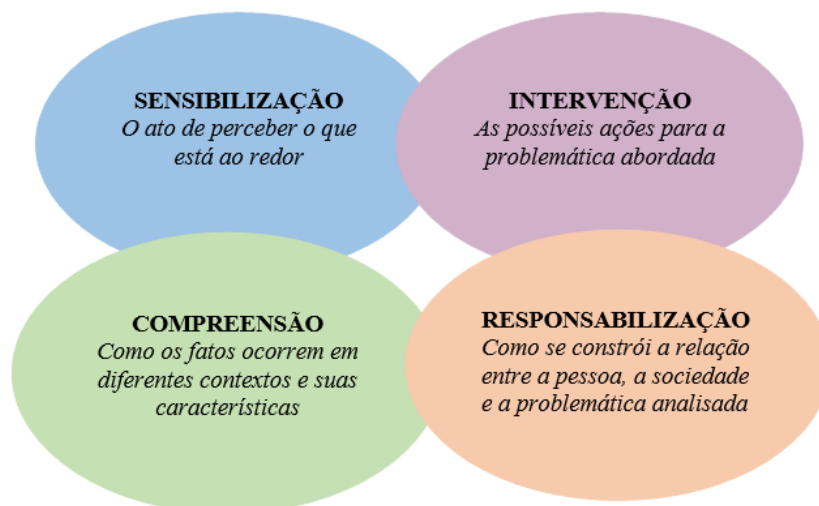 SENSIBILIZAÇÃO
O ato de perceber o que
está ao redor
INTERVENÇÃO
As possíveis ações para a
problemática abordada
COMPREENSÃO
Como os fatos ocorrem em
diferentes contextos e suas
características
RESPONSABILIZAÇÃO
Como se constrói a relação
entre a pessoa, a sociedade
e a problemática analisada